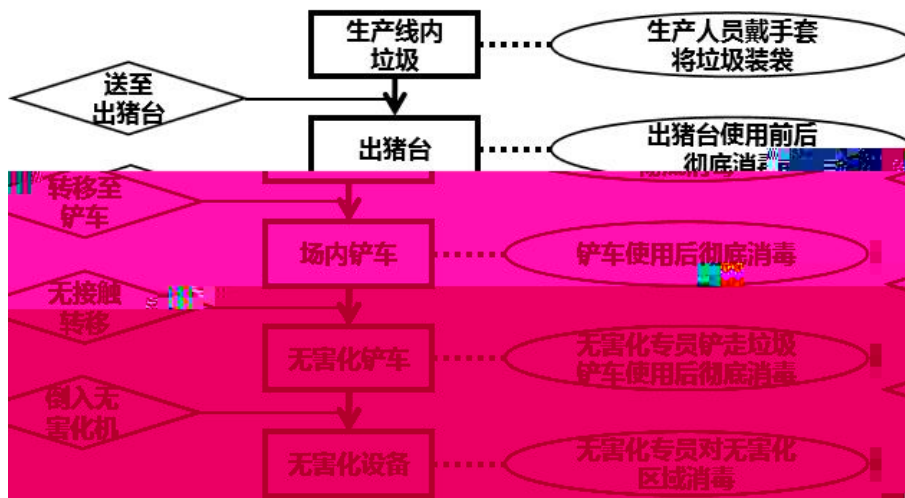 生产线内
垃圾
生产人员戴手套
将垃圾装袋
送至
出猪台
出猪台
出猪台使用前后
彻底消毒
转移至
铲车
场内铲车
铲车使用后彻底消毒
无接触
转移
无害化铲车
无害化专员铲走垃圾
铲车使用后彻底消毒
倒入无
害化机
无害化设备
无害化专员对无害化
区域消毒